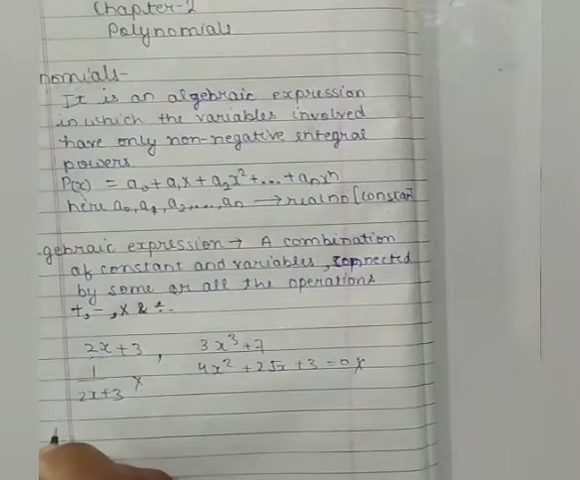 Chapter-2
Polynomials
nomials-
It is an algebraic expression
in which the variables involved
have only non-negative integral
powers
P(x) = a₀ + a₁x + a₂x² + ... + aₙxⁿ
here a₀, a₁, a₂, ..., aₙ → real no [constan
gebraic expression → A combination
of constant and variables, connected
by some or all the operations
+, -, × & ÷.
2x+3, 3x³+7
1/2x+3 × 4x²+25x+3=0×